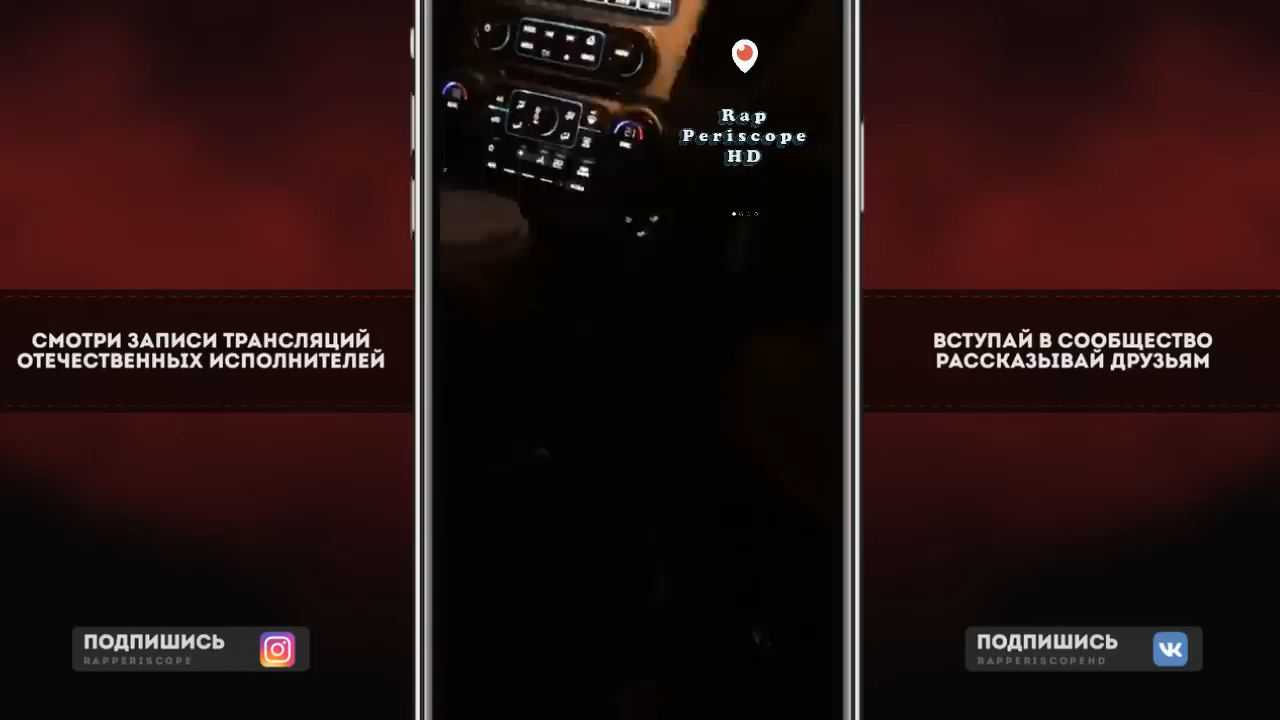 Rap
Periscope
HD
СМОТРИ ЗАПИСИ ТРАНСЛЯЦИЙ
ОТЕЧЕСТВЕННЫХ ИСПОЛНИТЕЛЕЙ
ВСТУПАЙ В СООБЩЕСТВО
РАССКАЗЫВАЙ ДРУЗЬЯМ
ПОДПИШИСЬ
RAPPERISCOPE
ПОДПИШИСЬ
RAPPERISCOPEHD